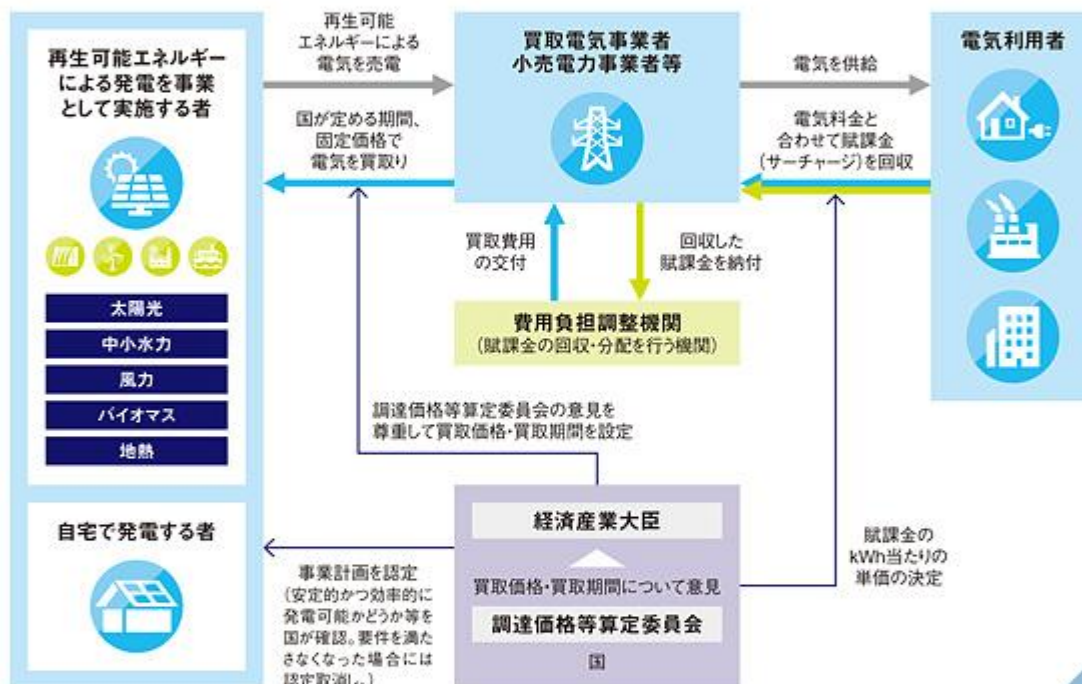 再生可能エネルギー
による発電を事業
として実施する者
太陽光
中小水力
風力
バイオマス
地熱
自宅で発電する者
再生可能
エネルギーによる
電気を売電
国が定める期間、
固定価格で
電気を買取り
買取電気事業者
小売電力事業者等
電気を供給
電気料金と
合わせて賦課金
(サーチャージ)を回収
電気利用者
買取費用
の交付
回収した
賦課金を納付
費用負担調整機関
(賦課金の回収・分配を行う機関)
調達価格等算定委員会の意見を
尊重して買取価格・買取期間を設定
経済産業大臣
買取価格・買取期間について意見
調達価格等算定委員会
国
事業計画を認定
(安定的かつ効率的に
発電可能かどうか等を
国が確認。要件を満た
さなくなった場合には
認定取消し。)
賦課金の
kWh当たりの
単価の決定